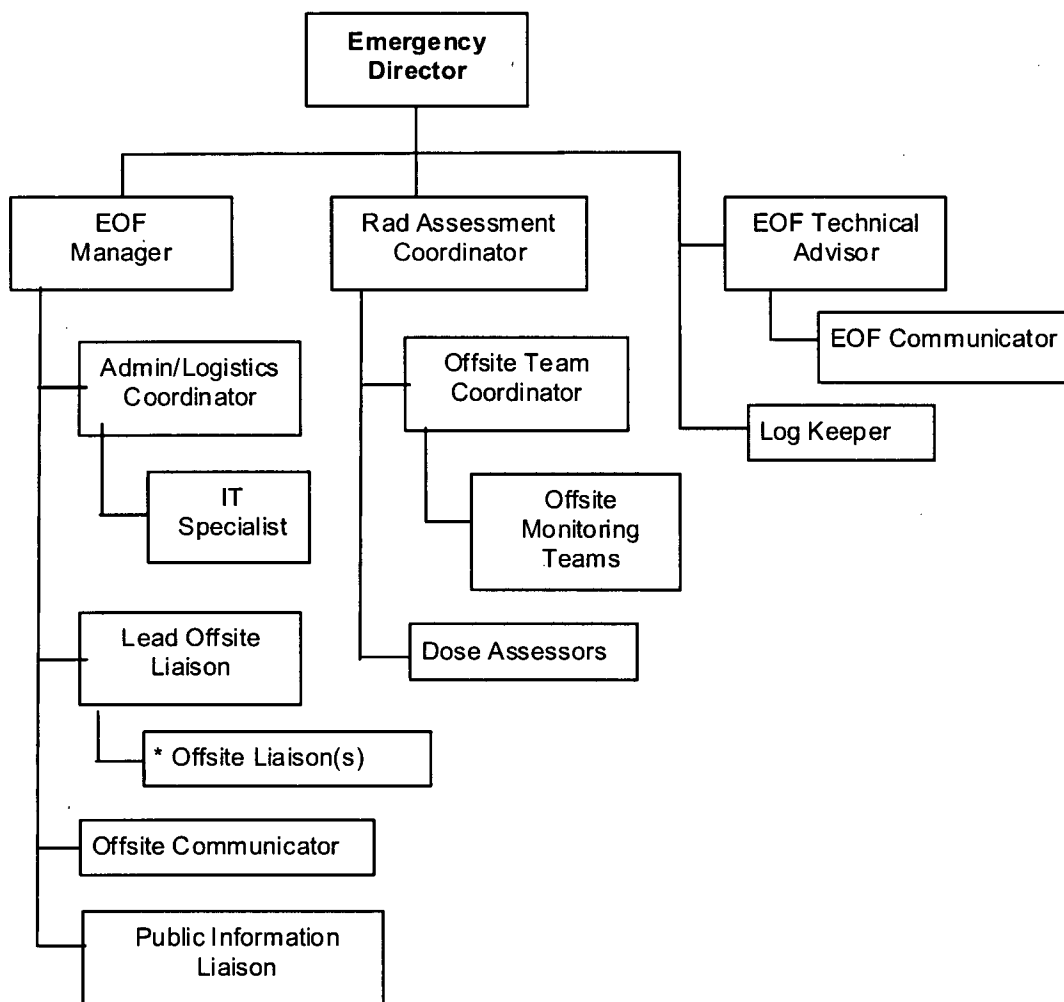 Emergency
Director
EOF
Manager
Rad Assessment
Coordinator
EOF Technical
Advisor
EOF Communicator
Admin/Logistics
Coordinator
Offsite Team
Coordinator
Log Keeper
IT
Specialist
Offsite
Monitoring
Teams
Lead Offsite
Liaison
Dose Assessors
* Offsite Liaison(s)
Offsite Communicator
Public Information
Liaison